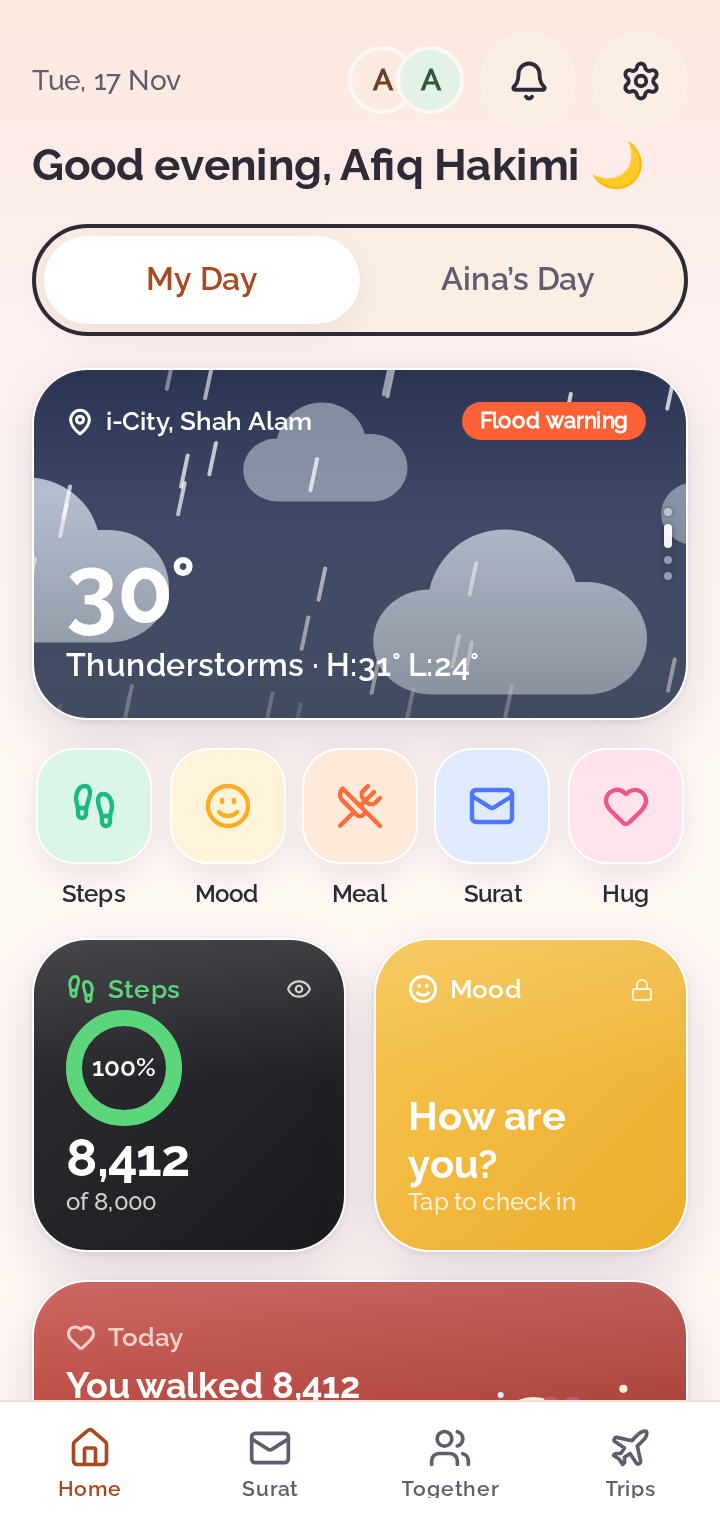 Tue, 17 Nov
A A
Good evening, Afiq Hakimi 🌙
My Day
Aina's Day
i-City, Shah Alam
Flood warning
30°
Thunderstorms · H:31° L:24°
Steps
Mood
Meal
Surat
Hug
Steps
100%
8,412
of 8,000
Mood
How are
you?
Tap to check in
Today
You walked 8,412
Home
Surat
Together
Trips